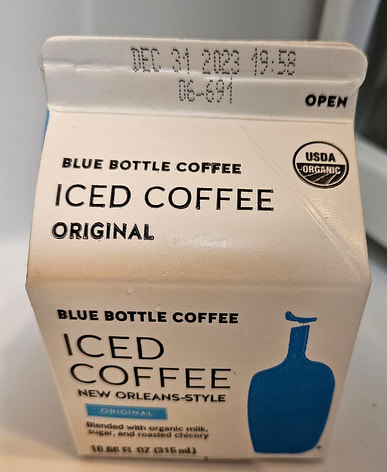 DEC 31 2023 19:58
06-691
OPEN
USDA
ORGANIC
BLUE BOTTLE COFFEE
ICED COFFEE
ORIGINAL
BLUE BOTTLE COFFEE
ICED
COFFEE
NEW ORLEANS-STYLE
ORIGINAL
Blended with organic milk,
sugar, and roasted chicory
10.66 FL OZ (315 mL)